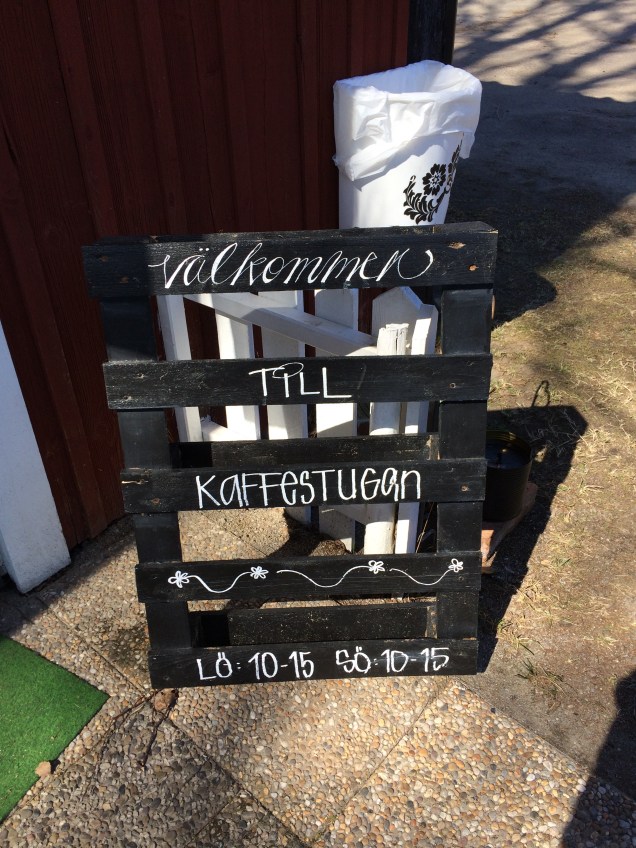 Välkommen
TILL
KAFFESTUGAN
LÖ: 10-15 SÖ: 10-15